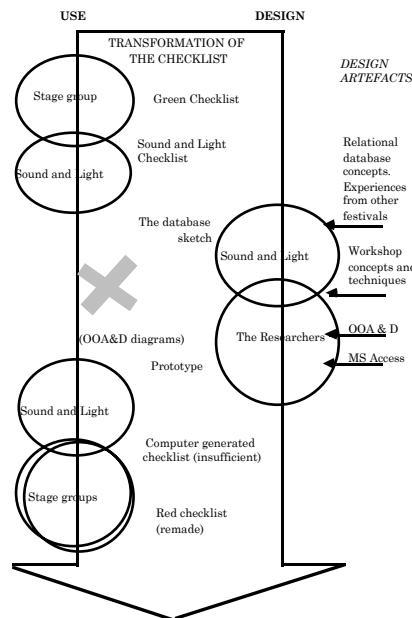 USE
DESIGN
TRANSFORMATION OF
THE CHECKLIST
DESIGN
ARTEFACTS
Stage group
Green Checklist
Sound and Light
Checklist
Sound and Light
Relational
database
concepts.
Experiences
from other
festivals
The database
sketch
Sound and Light
Workshop
concepts and
techniques
(OOA&D diagrams)
The Researchers
OOA & D
Prototype
MS Access
Sound and Light
Computer generated
checklist (insufficient)
Stage groups
Red checklist
(remade)